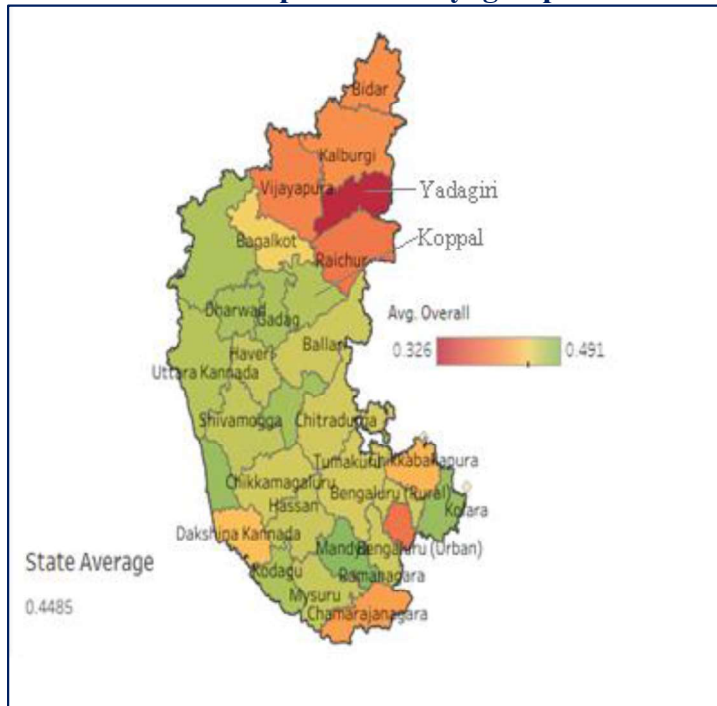 Bidar
Kalburgi
Vijayapura
Yadagiri
Koppal
Bagalkot
Raichur
Avg. Overall
0.326
0.491
Dharwad
Gadag
Ballari
Haveri
Uttara Kannada
Shivamogga
Chitradurga
Tumakuru
ikkaballapura
Chikkamagaluru
Bengaluru (Rural)
Hassan
Kolara
Dakshina Kannada
Mandya
Bengaluru (Urban)
State Average
Kodagu
Ramanagara
Mysuru
0.4485
Chamarajanagara